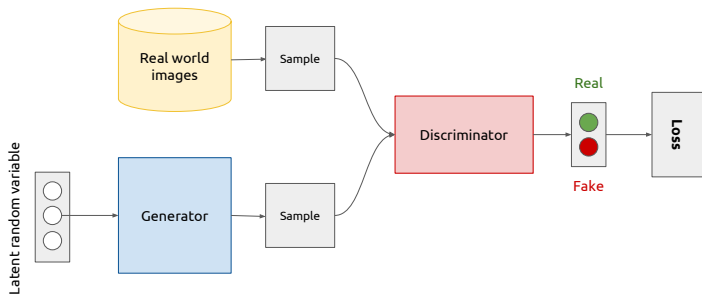 Real world
images
Sample
Latent random variable
Generator
Sample
Discriminator
Real
Fake
Loss